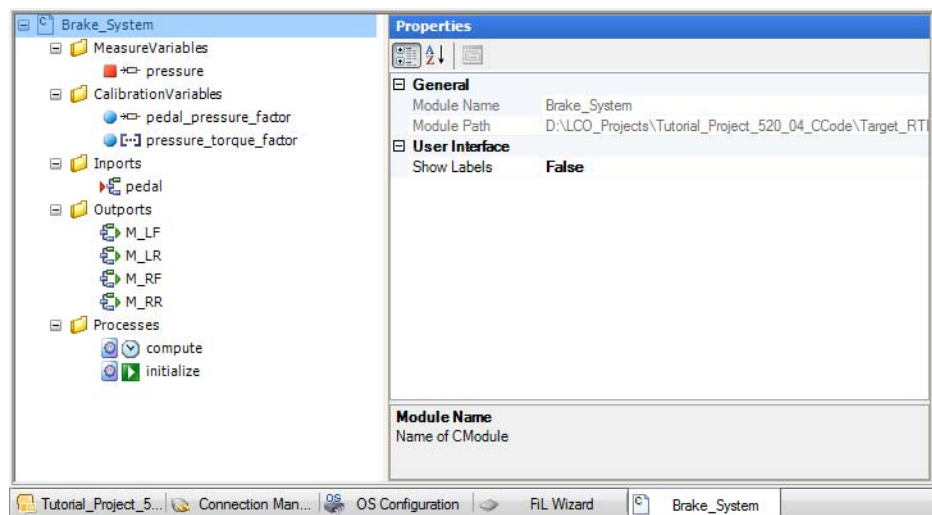 Brake_System
MeasureVariables
pressure
CalibrationVariables
pedal_pressure_factor
pressure_torque_factor
Inports
pedal
Outports
M_LF
M_LR
M_RF
M_RR
Processes
compute
initialize
Properties
General
Module Name Brake_System
Module Path D:\LCO_Projects\Tutorial_Project_520_04_CCode\Target_RTI
User Interface
Show Labels False
Module Name
Name of CModule
Tutorial_Project_5... Connection Man... OS Configuration FiL Wizard Brake_System